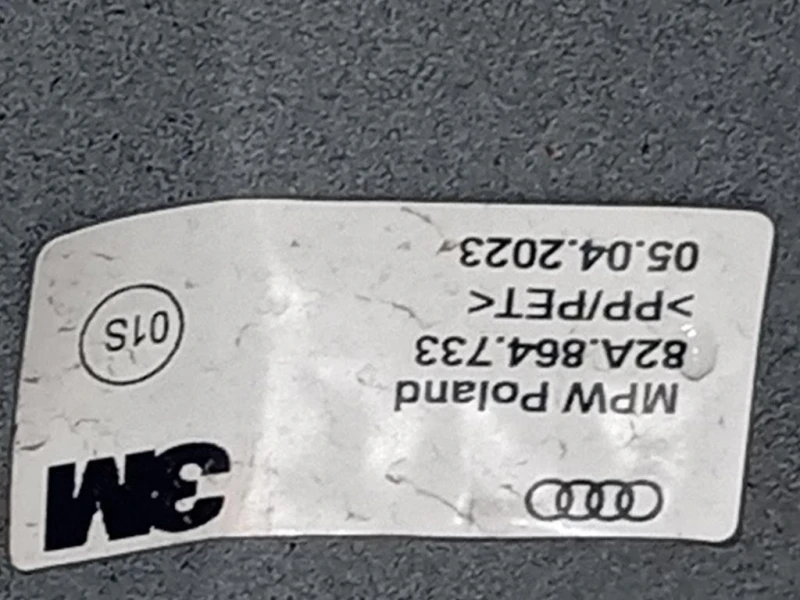 3M
MPW Poland
82A.864.733
>PP/PET<
05.04.2023
01S